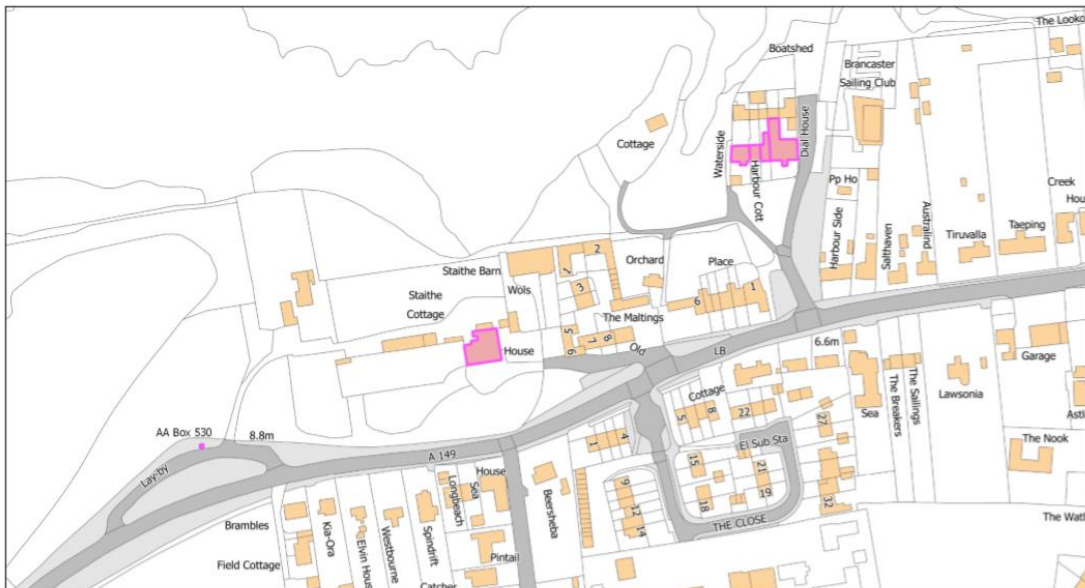 The Looko
Boatshed
Brancaster
Sailing Club
Cottage
Waterside
Dial House
Harbour Cott
Pp Ho
Creek
Hou
Harbour Side
Salthaven
Australind
Tiruvalla
Taeping
Staithe Barn
2
1
3
Wols
Orchard
Place
6
1
Staithe
Cottage
The Maltings
House
5
6
7
8
Old
LB
6.6m
Garage
Cottage
5
8
22
Sea
The Breakers
The Sailings
Lawsonia
Asti
AA Box 530
8.8m
A 149
Lay-by
1
4
27
El Sub Sta
The Nook
15
21
House
Sea
Longbeach
Beersheba
9
12
14
18
19
32
THE CLOSE
The Wat
Brambles
Kia-Ora
Elvin House
Westbourne
Spindrift
Pintail
Field Cottage
Catcher